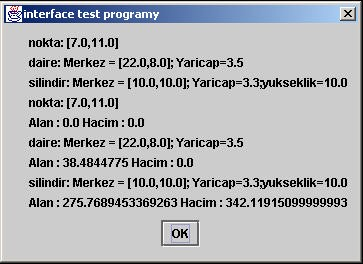 interface test programy
nokta: [7.0,11.0]
daire: Merkez = [22.0,8.0]; Yaricap=3.5
silindir: Merkez = [10.0,10.0]; Yaricap=3.3;yukseklik=10.0
nokta: [7.0,11.0]
Alan : 0.0 Hacim : 0.0
daire: Merkez = [22.0,8.0]; Yaricap=3.5
Alan : 38.4844775 Hacim : 0.0
silindir: Merkez = [10.0,10.0]; Yaricap=3.3;yukseklik=10.0
Alan : 275.7689453369263 Hacim : 342.11915099999993
OK